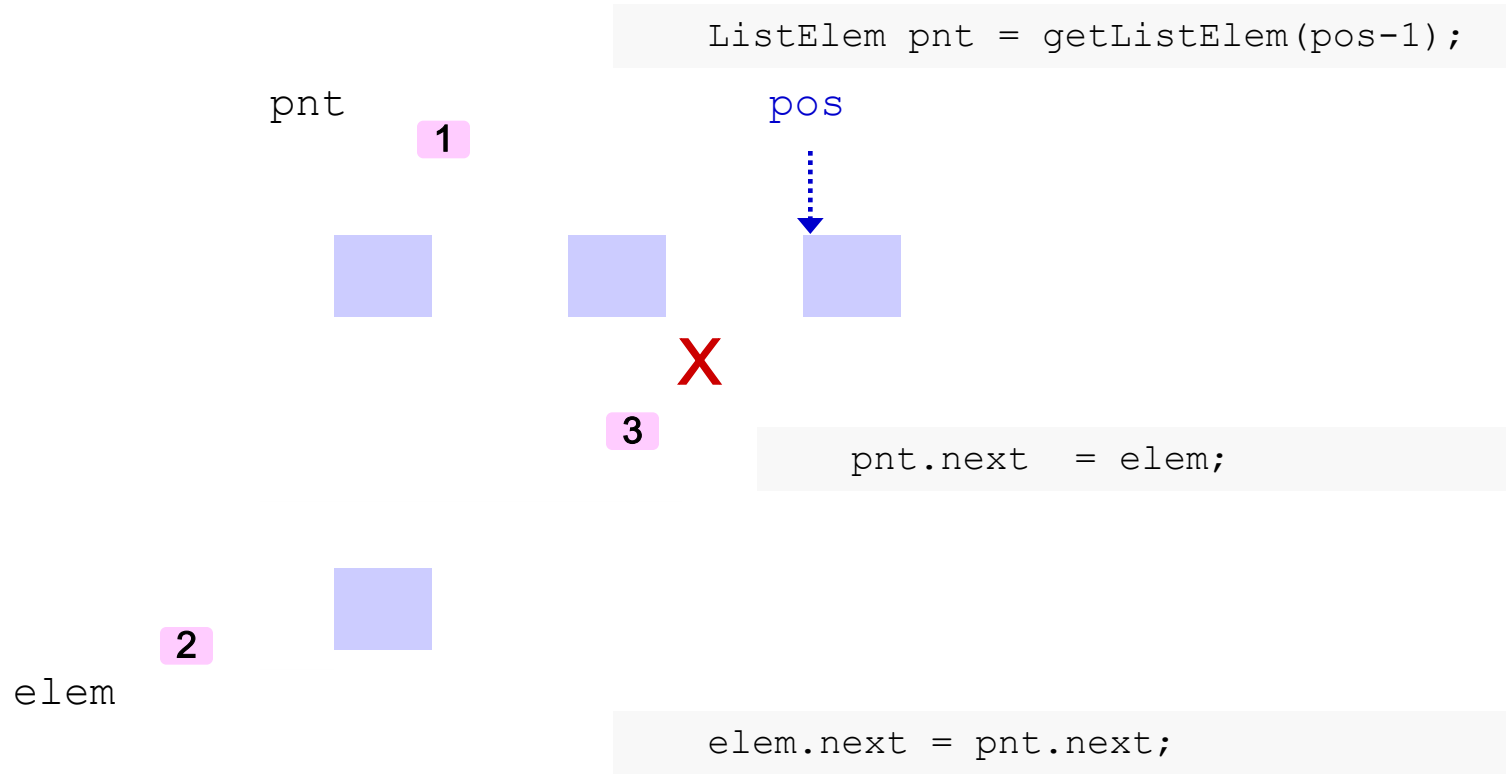 ListElem pnt = getListElem(pos-1);
pnt
pos
1
X
3
pnt.next  = elem;
2
elem
elem.next = pnt.next;